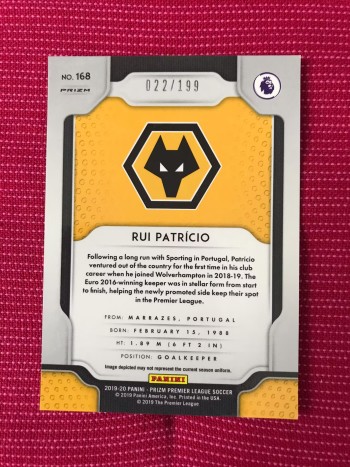 NO. 168
PRIZM
022/199
RUI PATRÍCIO
Following a long run with Sporting in Portugal, Patrício
ventured out of the country for the first time in his club
career when he joined Wolverhampton in 2018-19. The
Euro 2016-winning keeper was in stellar form from start
to finish, helping the newly promoted side keep their spot
in the Premier League.
FROM: MARRAZES, PORTUGAL
BORN: FEBRUARY 15, 1988
HT: 1.89 M (6 FT 2 IN)
POSITION: GOALKEEPER
Image depicted may not represent the current season uniform.
PANINI
2019-20 PANINI - PRIZM PREMIER LEAGUE SOCCER
© 2019 Panini America, Inc. Printed in the USA.
© 2019 The Premier League